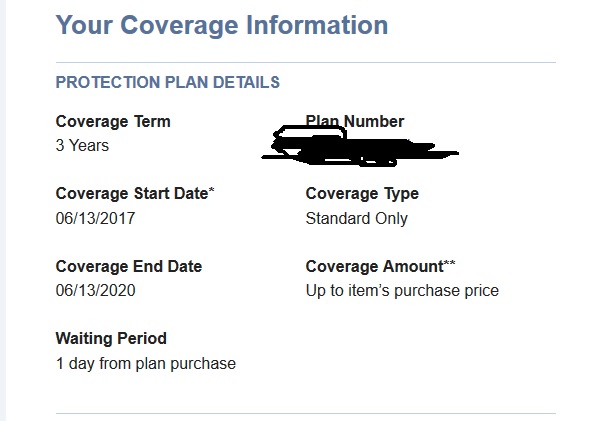 Your Coverage Information
PROTECTION PLAN DETAILS
Coverage Term
3 Years
Plan Number
Coverage Start Date*
06/13/2017
Coverage Type
Standard Only
Coverage End Date
06/13/2020
Coverage Amount**
Up to item's purchase price
Waiting Period
1 day from plan purchase